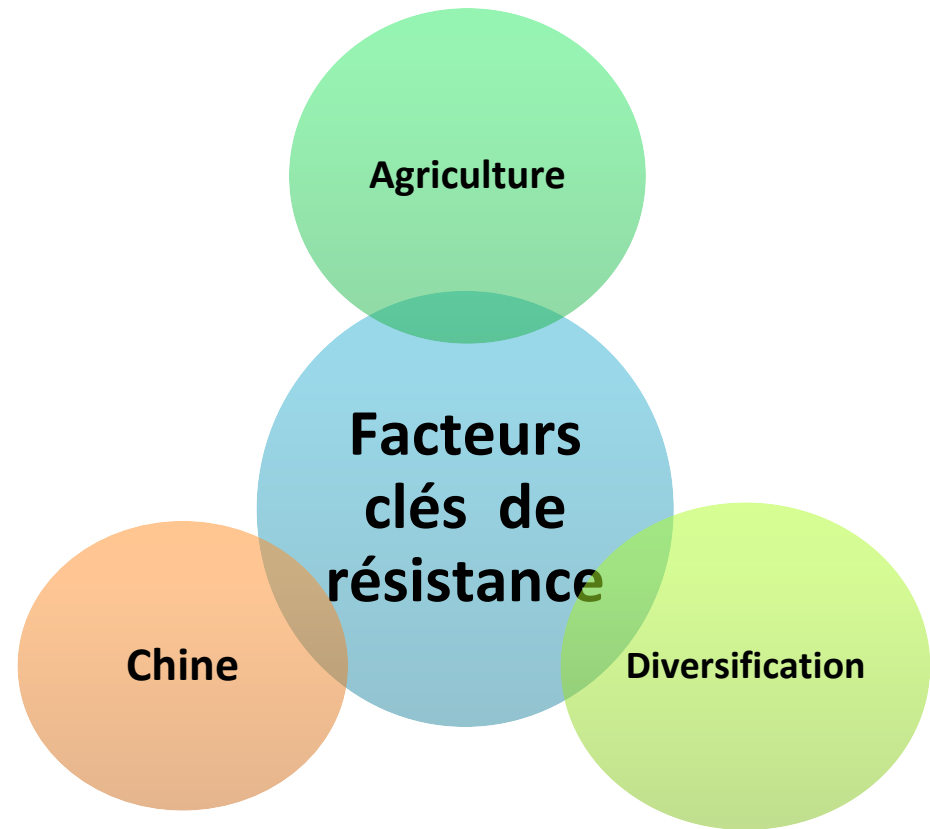 Agriculture
Facteurs
clés de
résistance
Chine
Diversification